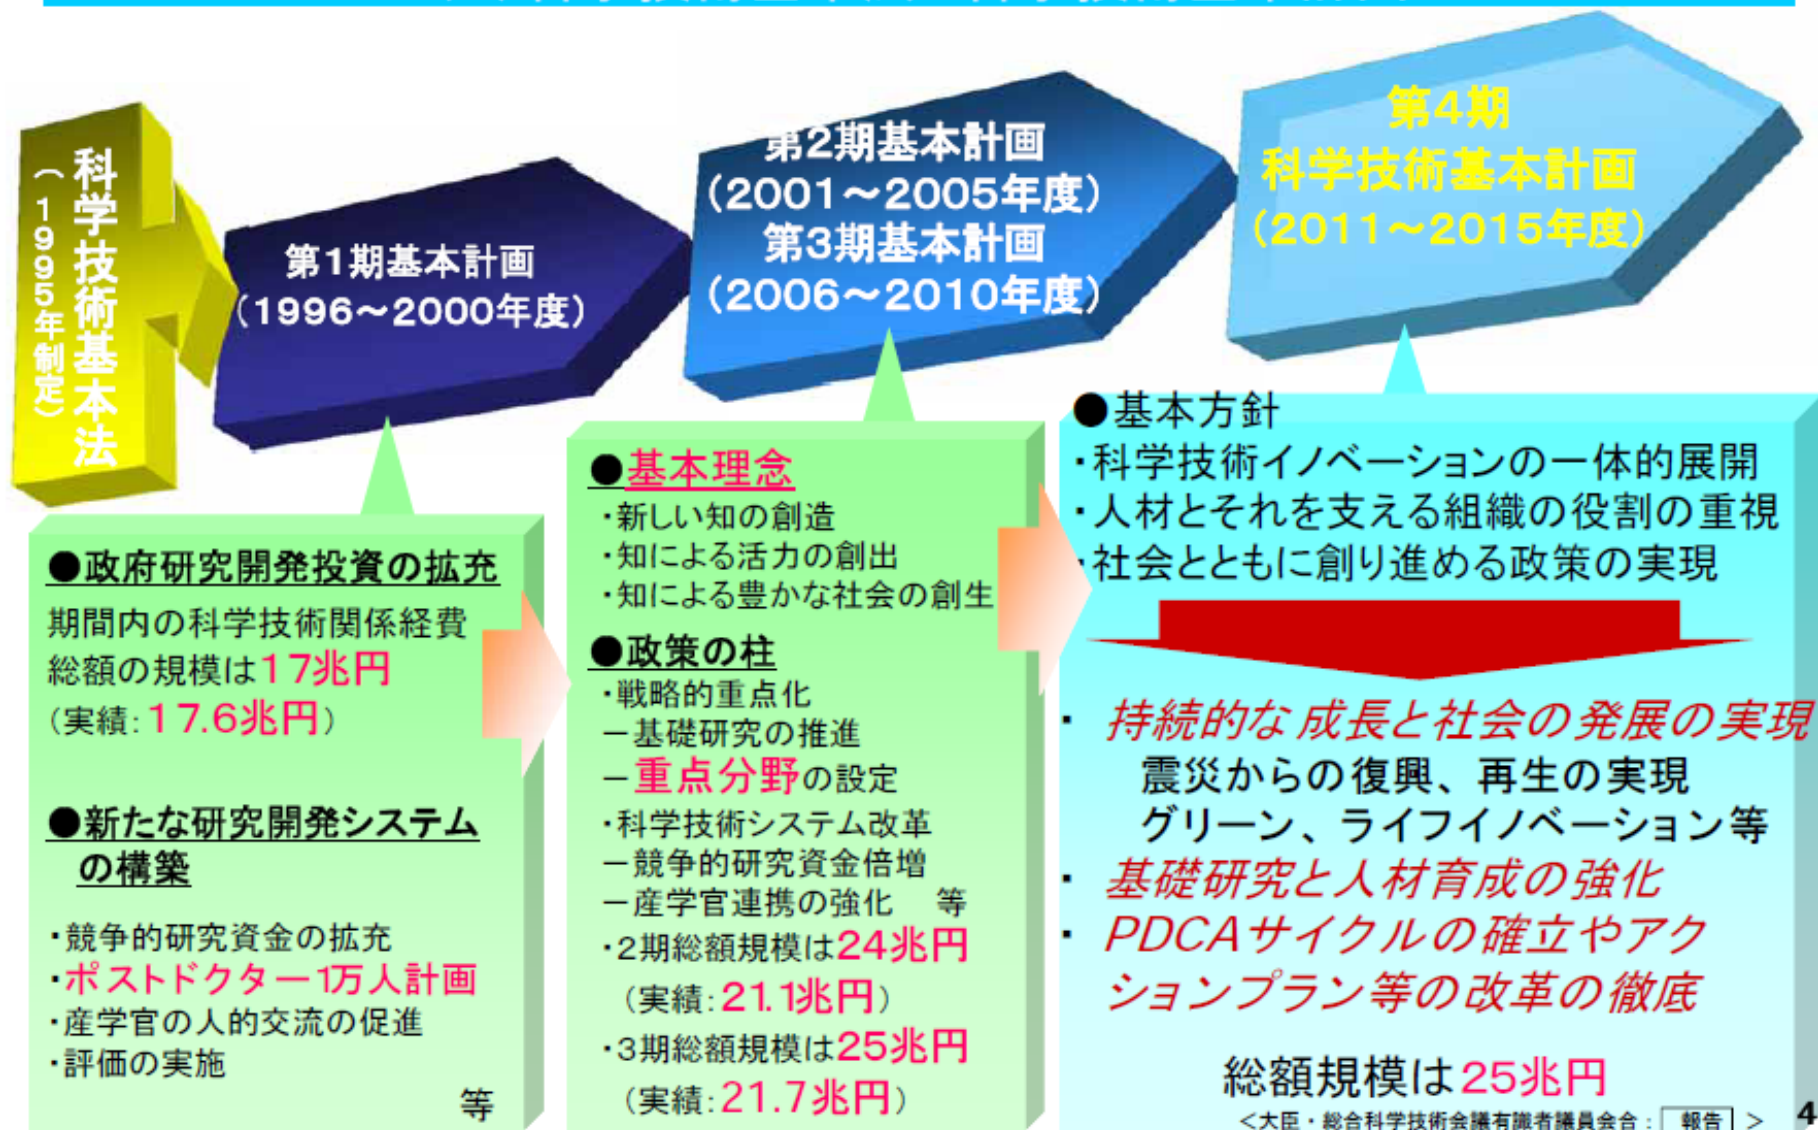 科学技術基本法
（1995年制定）
第1期基本計画
（1996～2000年度）
第2期基本計画
（2001～2005年度）
第3期基本計画
（2006～2010年度）
第4期
科学技術基本計画
（2011～2015年度）
●政府研究開発投資の拡充
期間内の科学技術関係経費
総額の規模は17兆円
（実績：17.6兆円）
●新たな研究開発システム
の構築
・競争的研究資金の拡充
・ポストドクター1万人計画
・産学官の人的交流の促進
・評価の実施
等
●基本理念
・新しい知の創造
・知による活力の創出
・知による豊かな社会の創生
●政策の柱
・戦略的重点化
－基礎研究の推進
－重点分野の設定
・科学技術システム改革
－競争的研究資金倍増
－産学官連携の強化　等
・2期総額規模は24兆円
（実績：21.1兆円）
・3期総額規模は25兆円
（実績：21.7兆円）
●基本方針
・科学技術イノベーションの一体的展開
・人材とそれを支える組織の役割の重視
・社会とともに創り進める政策の実現
・ 持続的な成長と社会の発展の実現
震災からの復興、再生の実現
グリーン、ライフイノベーション等
・ 基礎研究と人材育成の強化
・ PDCAサイクルの確立やアク
ションプラン等の改革の徹底
総額規模は25兆円
＜大臣・総合科学技術会議有識者議員会合：報告＞
4